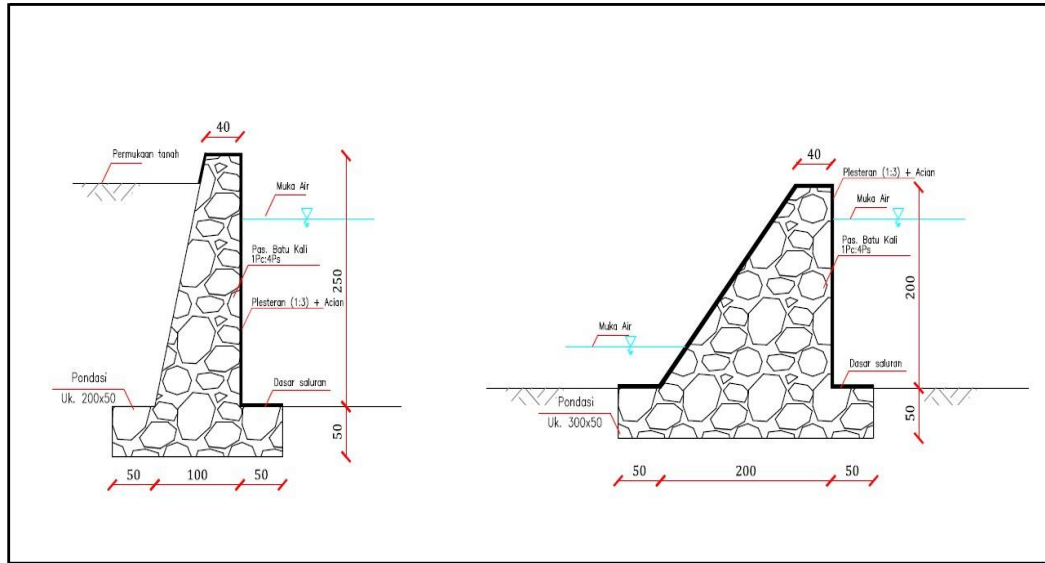 40
Permukaan tanah
Muka Air
Pas. Batu Kali
1Pc:4Ps
250
Plesteran (1:3) + Acian
Pondasi
Uk. 200x50
Dasar saluran
50
50
100
50
40
Plesteran (1:3) + Acian
Muka Air
Pas. Batu Kali
1Pc:4Ps
200
Muka Air
Dasar saluran
Pondasi
Uk. 300x50
50
50
200
50